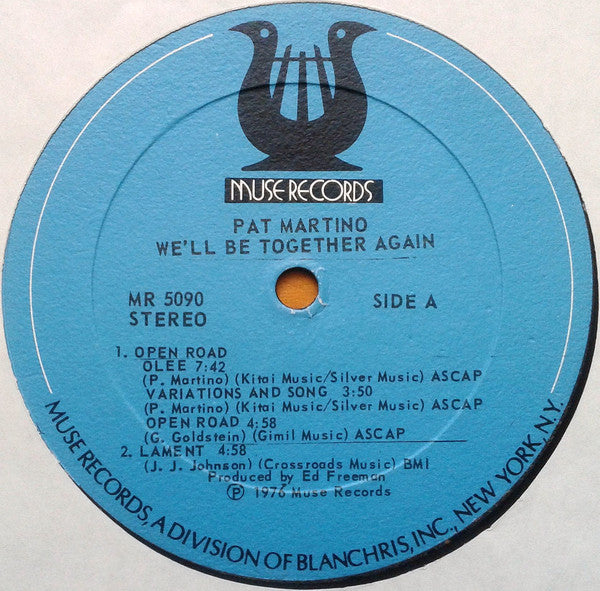 MUSE RECORDS
PAT MARTINO
WE'LL BE TOGETHER AGAIN
MR 5090
STEREO
SIDE A
1. OPEN ROAD
OLEE 7:42
(P. Martino) (Kitai Music/Silver Music) ASCAP
VARIATIONS AND SONG 3:50
(P. Martino) (Kitai Music/Silver Music) ASCAP
OPEN ROAD 4:58
(G. Goldstein) (Gimil Music) ASCAP
2. LAMENT 4:58
(J. J. Johnson) (Crossroads Music) BMI
Produced by Ed Freeman
℗ 1976 Muse Records
MUSE RECORDS, A DIVISION OF BLANCHRIS, INC., NEW YORK, N.Y.